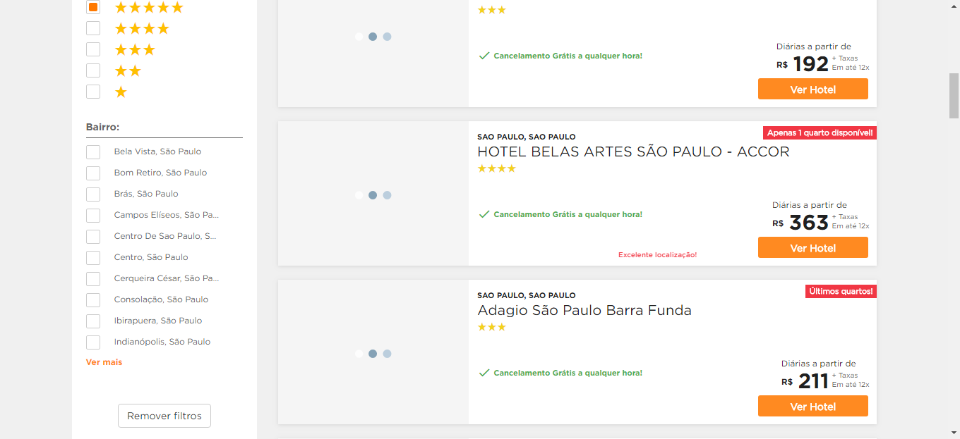 Bairro:
Bela Vista, São Paulo
Bom Retiro, São Paulo
Brás, São Paulo
Campos Elíseos, São Pa...
Centro De Sao Paulo, S...
Centro, São Paulo
Cerqueira César, São Pa...
Consolação, São Paulo
Ibirapuera, São Paulo
Indianópolis, São Paulo
Ver mais
Remover filtros
Cancelamento Grátis a qualquer hora!
Diárias a partir de
R$ 192 + Taxas
Em até 12x
Ver Hotel
Apenas 1 quarto disponível!
SAO PAULO, SAO PAULO
HOTEL BELAS ARTES SÃO PAULO - ACCOR
Cancelamento Grátis a qualquer hora!
Diárias a partir de
R$ 363 + Taxas
Em até 12x
Excelente localização!
Ver Hotel
Últimos quartos!
SAO PAULO, SAO PAULO
Adagio São Paulo Barra Funda
Cancelamento Grátis a qualquer hora!
Diárias a partir de
R$ 211 + Taxas
Em até 12x
Ver Hotel